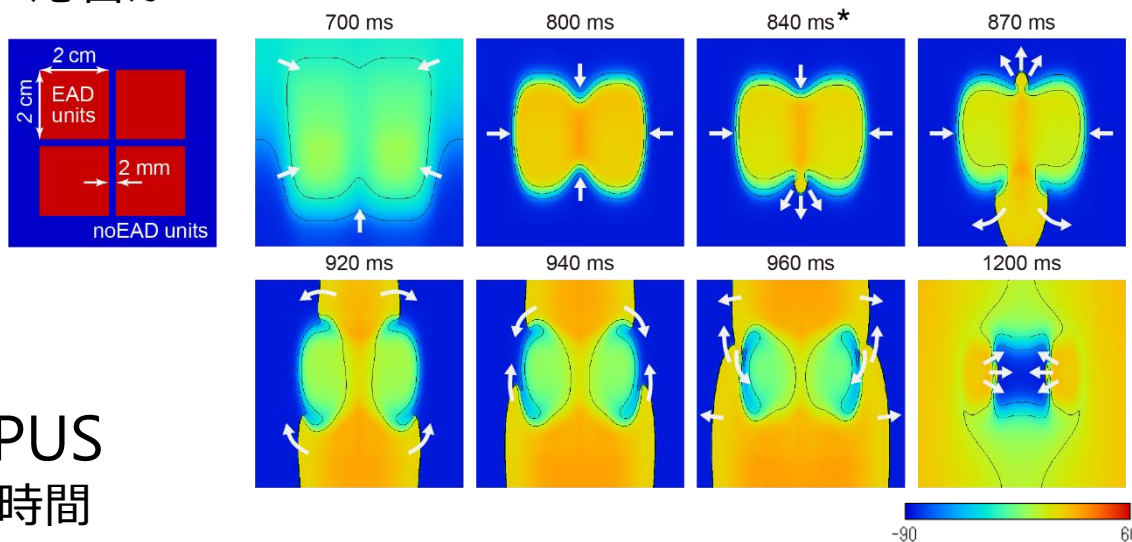 700 ms
800 ms
840 ms*
870 ms
2 cm
2 cm
EAD
units
2 mm
noEAD units
920 ms
940 ms
960 ms
1200 ms
PUS
時間
-90